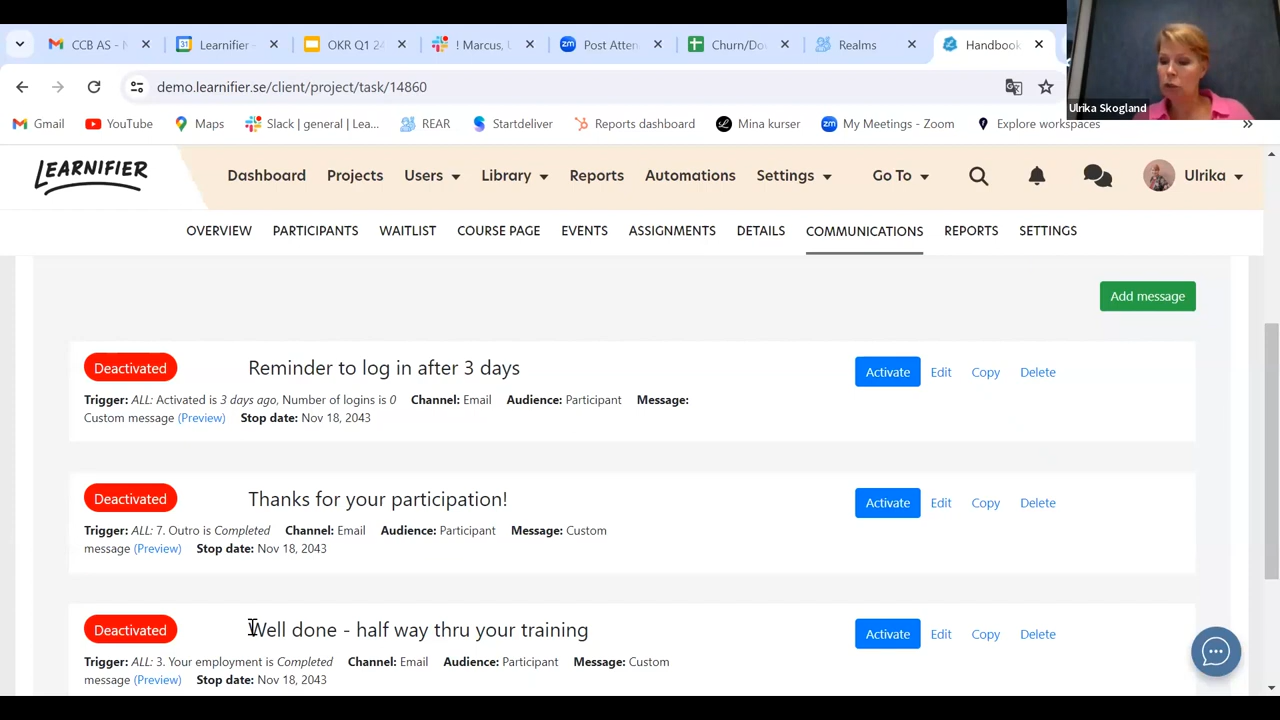 CCB AS - N
Learnifier -
OKR Q1 24
! Marcus,
Post Atten
Churn/Dov
Realms
Handbook
demo.learnifier.se/client/project/task/14860
Ulrika Skogland
Gmail
YouTube
Maps
Slack | general | Lea...
REAR
Startdeliver
Reports dashboard
Mina kurser
My Meetings - Zoom
Explore workspaces
LEARNIFIER
Dashboard
Projects
Users
Library
Reports
Automations
Settings
Go To
Ulrika
OVERVIEW
PARTICIPANTS
WAITLIST
COURSE PAGE
EVENTS
ASSIGNMENTS
DETAILS
COMMUNICATIONS
REPORTS
SETTINGS
Add message
Deactivated
Reminder to log in after 3 days
Activate
Edit
Copy
Delete
Trigger: ALL: Activated is 3 days ago, Number of logins is 0 Channel: Email Audience: Participant Message:
Custom message (Preview) Stop date: Nov 18, 2043
Deactivated
Thanks for your participation!
Activate
Edit
Copy
Delete
Trigger: ALL: 7. Outro is Completed Channel: Email Audience: Participant Message: Custom
message (Preview) Stop date: Nov 18, 2043
Deactivated
Well done - half way thru your training
Activate
Edit
Copy
Delete
Trigger: ALL: 3. Your employment is Completed Channel: Email Audience: Participant Message: Custom
message (Preview) Stop date: Nov 18, 2043